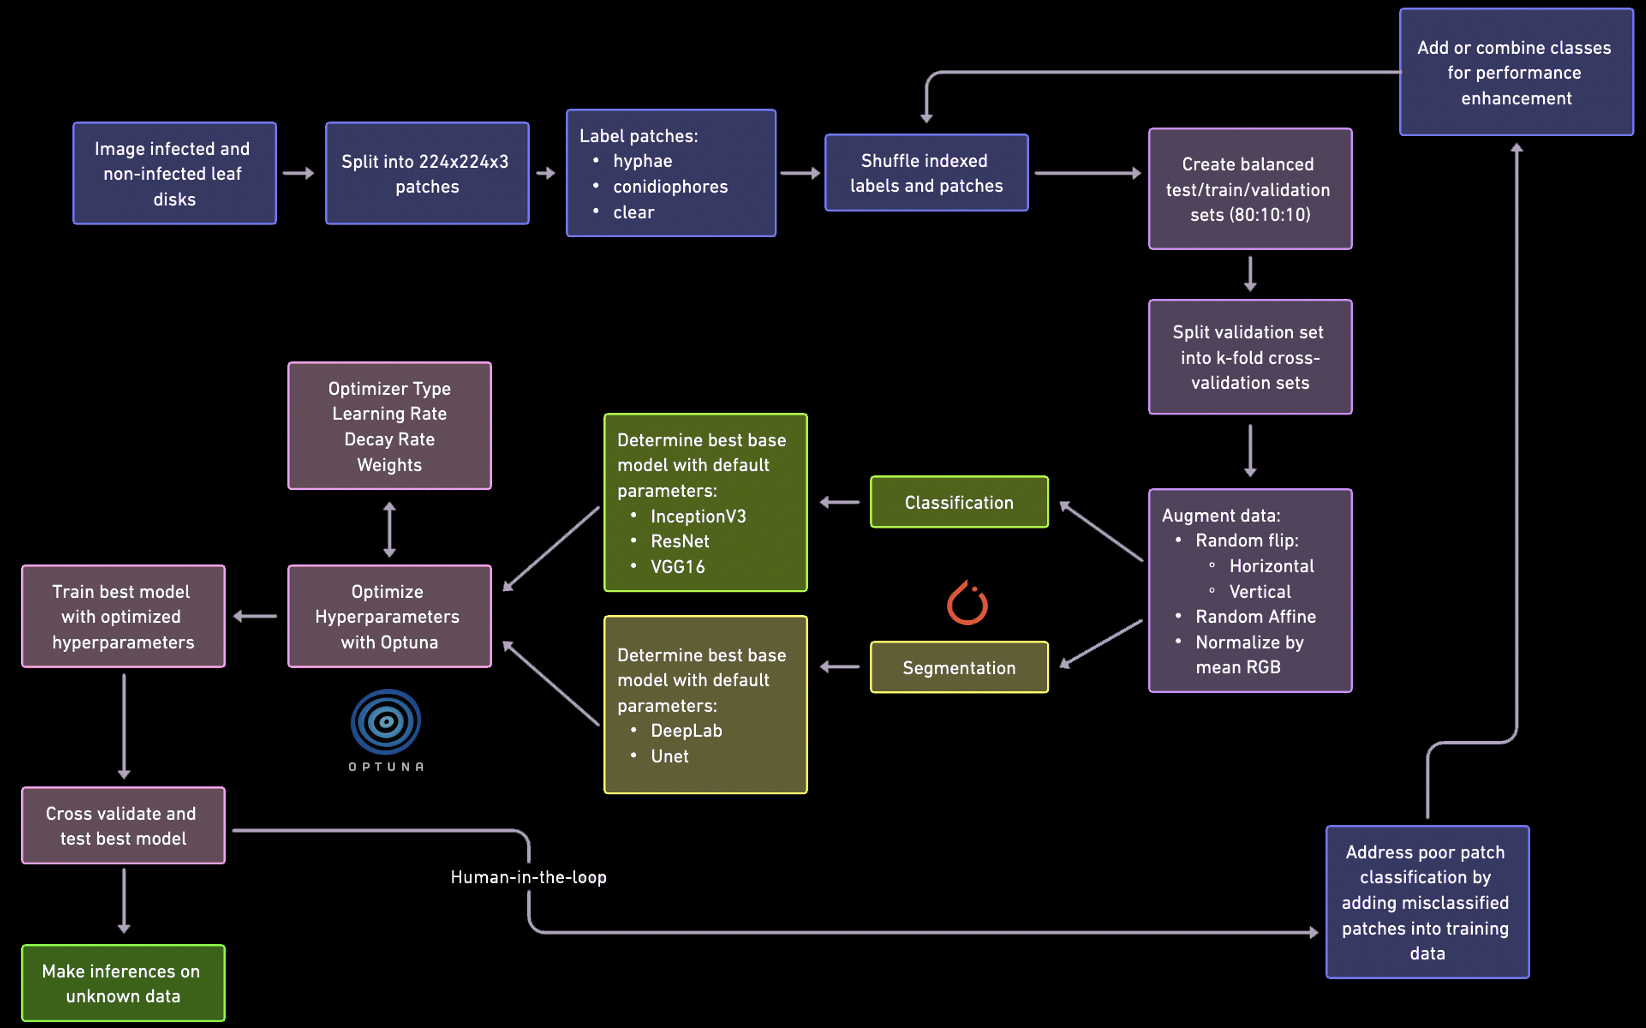 Add or combine classes
for performance
enhancement
Image infected and
non-infected leaf
disks
Split into 224x224x3
patches
Label patches:
• hyphae
• conidiophores
• clear
Shuffle indexed
labels and patches
Create balanced
test/train/validation
sets (80:10:10)
Split validation set
into k-fold cross-
validation sets
Augment data:
• Random flip:
◦ Horizontal
◦ Vertical
• Random Affine
• Normalize by
mean RGB
Classification
Segmentation
Determine best base
model with default
parameters:
• InceptionV3
• ResNet
• VGG16
Determine best base
model with default
parameters:
• DeepLab
• Unet
Optimizer Type
Learning Rate
Decay Rate
Weights
Optimize
Hyperparameters
with Optuna
OPTUNA
Train best model
with optimized
hyperparameters
Cross validate and
test best model
Human-in-the-loop
Address poor patch
classification by
adding misclassified
patches into training
data
Make inferences on
unknown data